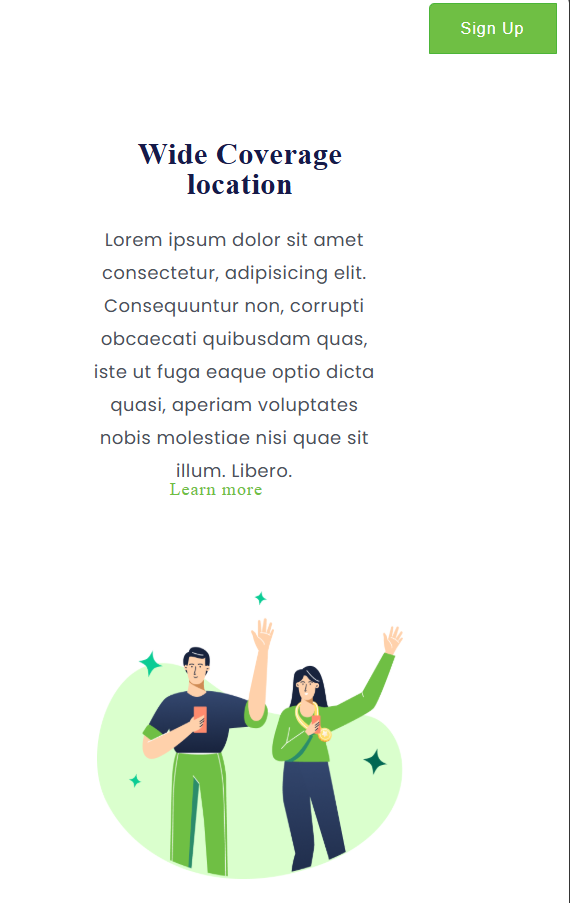 Sign Up
Wide Coverage
location
Lorem ipsum dolor sit amet
consectetur, adipisicing elit.
Consequuntur non, corrupti
obcaecati quibusdam quas,
iste ut fuga eaque optio dicta
quasi, aperiam voluptates
nobis molestiae nisi quae sit
illum. Libero.
Learn more